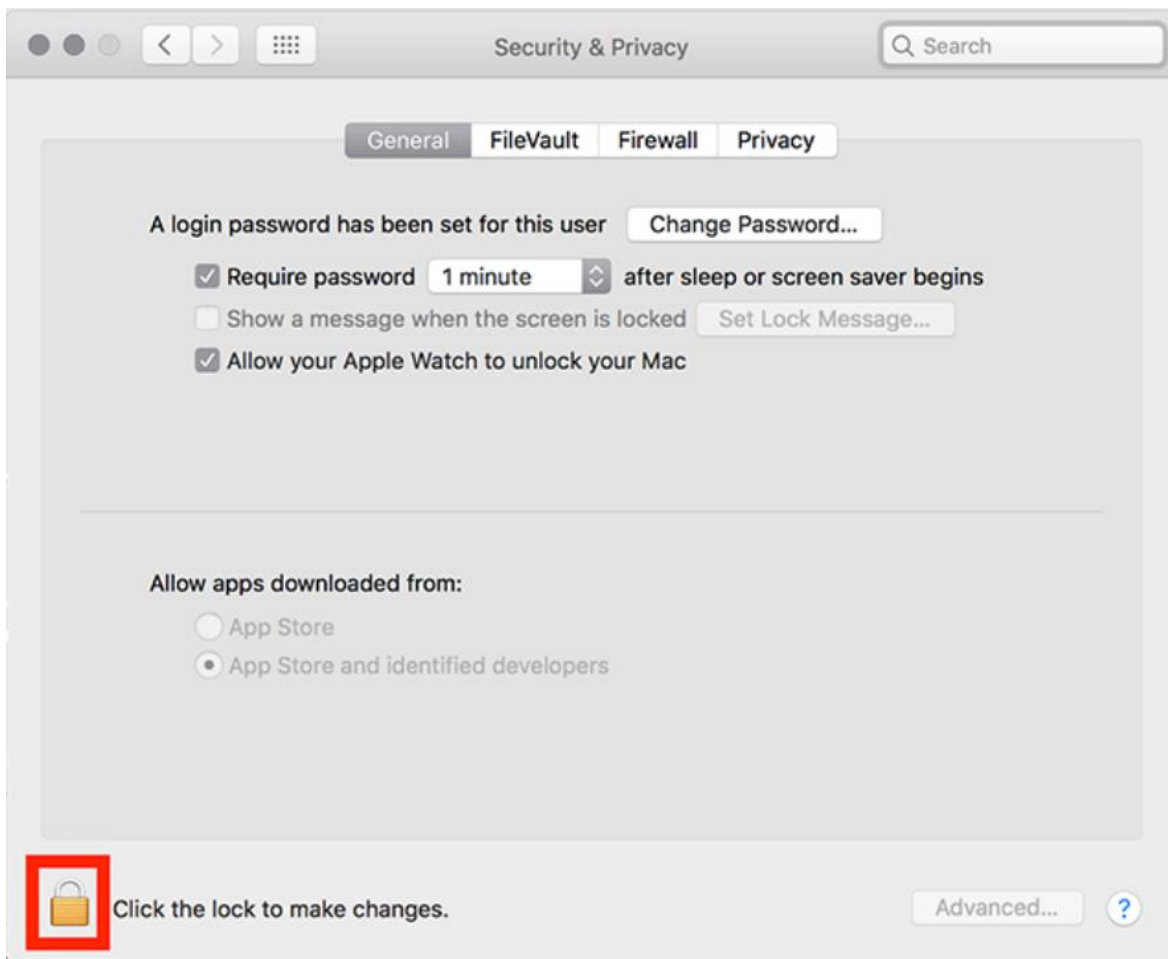 Security & Privacy
Search
General FileVault Firewall Privacy
A login password has been set for this user Change Password...
Require password 1 minute after sleep or screen saver begins
Show a message when the screen is locked Set Lock Message...
Allow your Apple Watch to unlock your Mac
Allow apps downloaded from:
App Store
App Store and identified developers
Click the lock to make changes. Advanced... ?